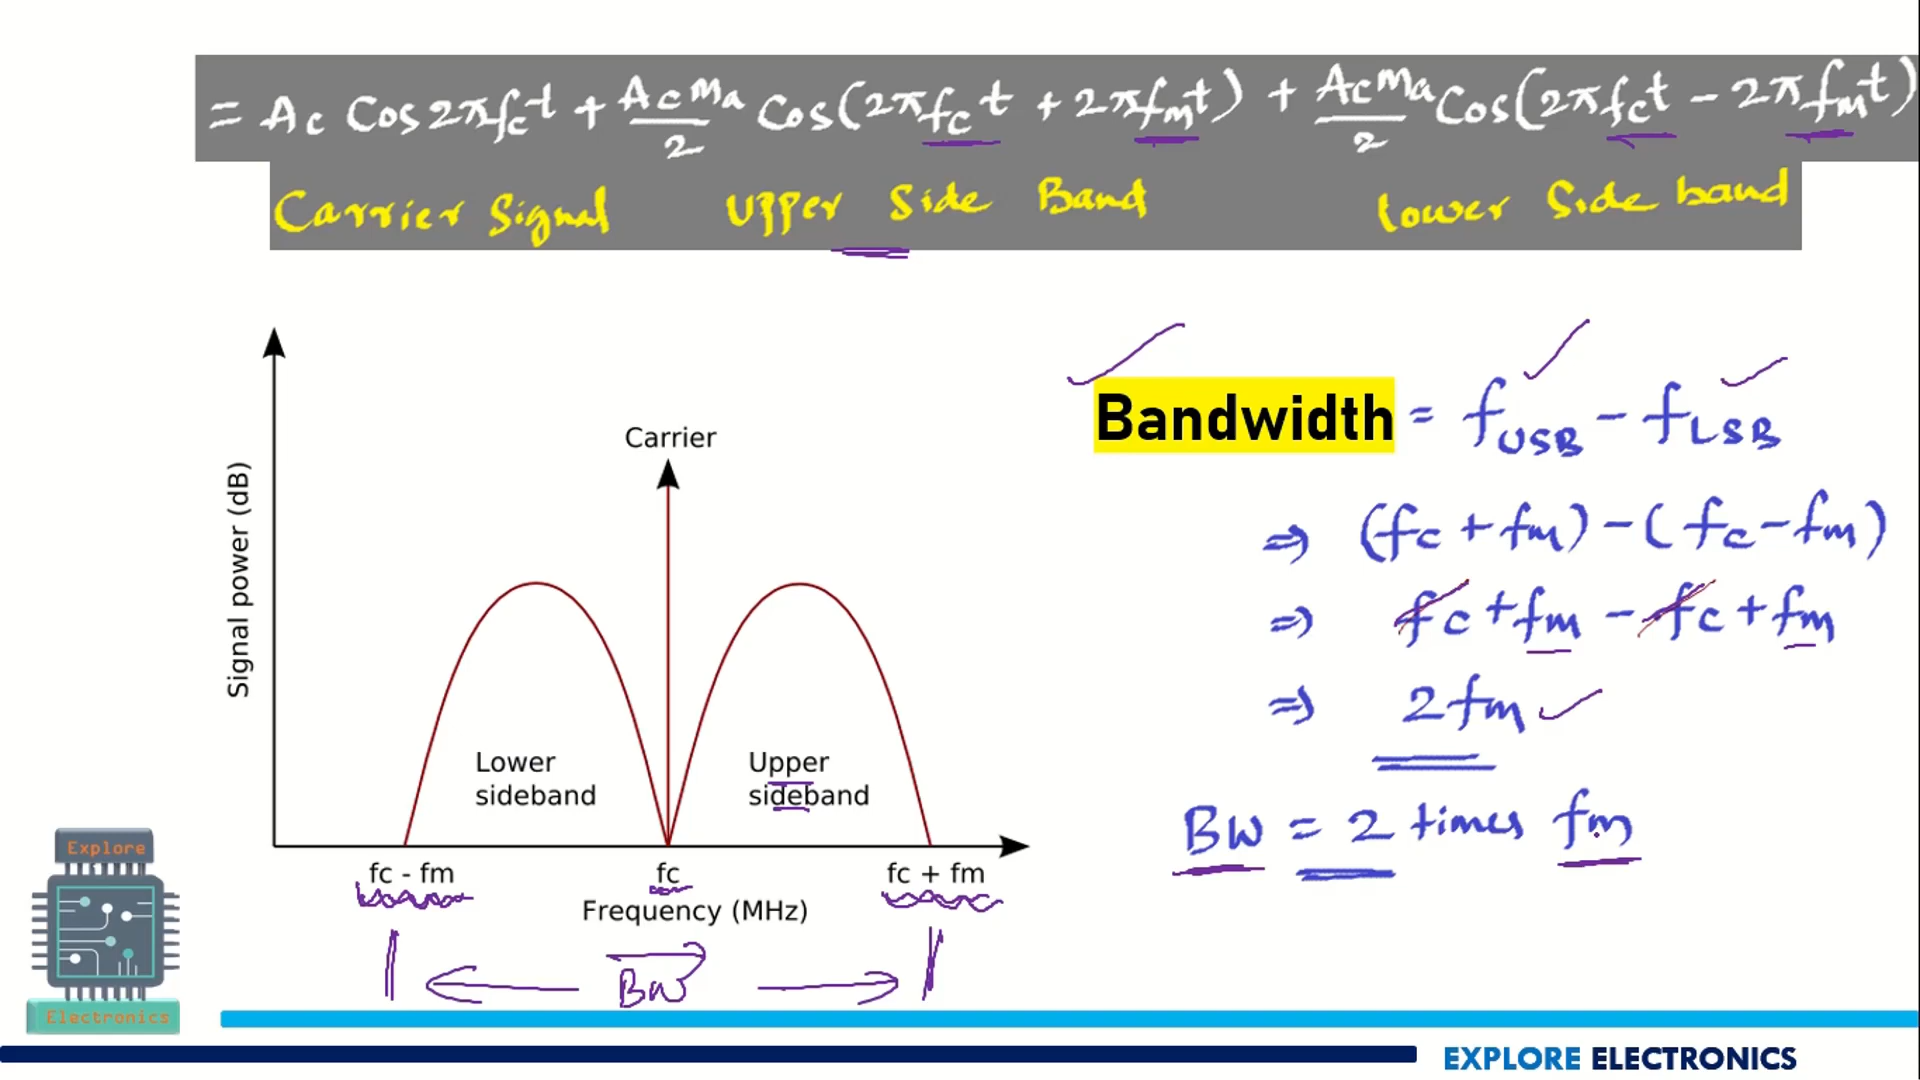 = Ac Cos2πfct + Acma/2 Cos(2πfct + 2πfmt) + Acma/2 Cos(2πfct - 2πfmt)
Carrier Signal Upper Side Band Lower Side band
Bandwidth = fUSB - fLSB
⇒ (fc + fm) - (fc - fm)
⇒ fc + fm - fc + fm
⇒ 2fm
BW = 2 times fm
Signal power (dB)
Carrier
Lower
sideband
Upper
sideband
fc - fm fc fc + fm
Frequency (MHz)
BW
Explore
Electronics
EXPLORE ELECTRONICS